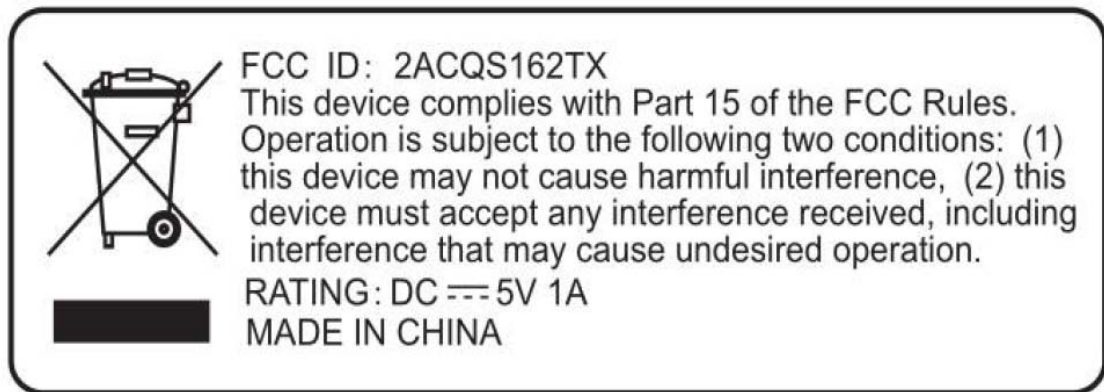 FCC ID: 2ACQS162TX
This device complies with Part 15 of the FCC Rules.
Operation is subject to the following two conditions: (1)
this device may not cause harmful interference, (2) this
device must accept any interference received, including
interference that may cause undesired operation.
RATING: DC ⎓ 5V 1A
MADE IN CHINA